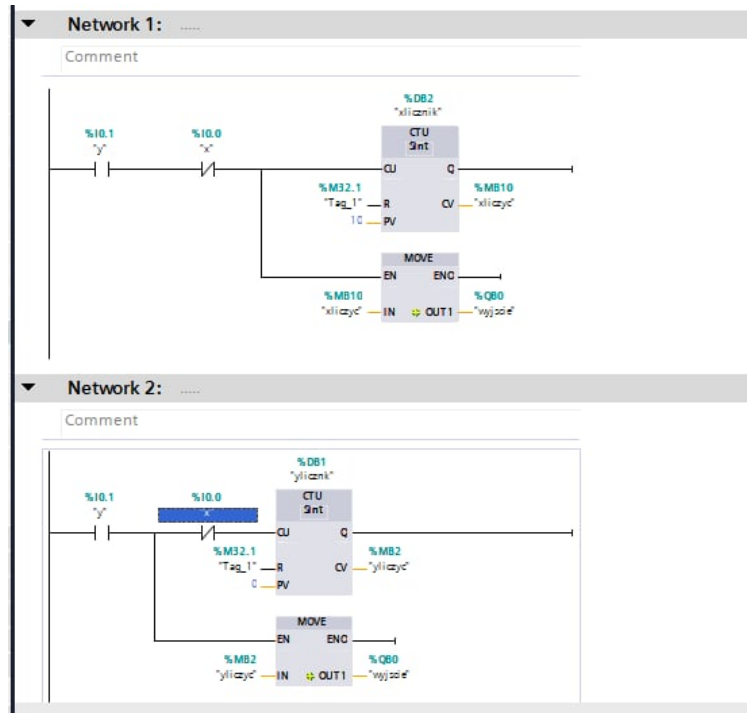 Network 1: .....
Comment
%DB2
"xlicznik"
%I0.1 %I0.0 CTU
"y" "x" SInt
CU Q
%M32.1 %MB10
"Tag_1" R CV "xliczyc"
10 PV
MOVE
EN ENO
%MB10 %QB0
"xliczyc" IN OUT1 "wyjscie"
Network 2: .....
Comment
%DB1
"ylicznk"
%I0.1 %I0.0 CTU
"y" "x" SInt
CU Q
%M32.1 %MB2
"Tag_1" R CV "yliczyc"
0 PV
MOVE
EN ENO
%MB2 %QB0
"yliczyc" IN OUT1 "wyjscie"